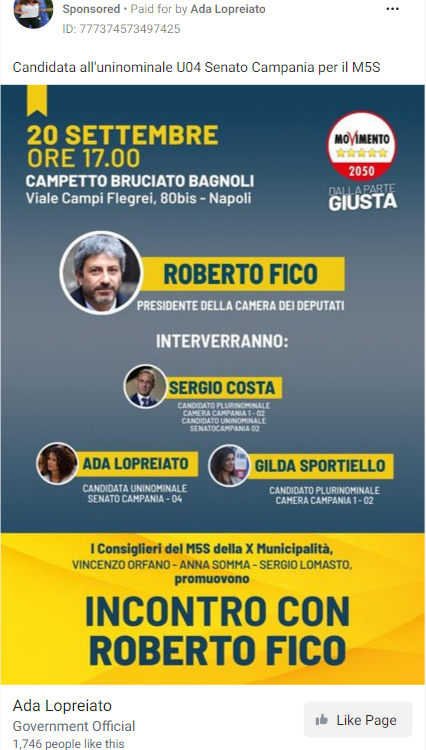 Sponsored • Paid for by Ada Lopreiato
ID: 777374573497425
Candidata all'uninominale U04 Senato Campania per il M5S
20 SETTEMBRE
ORE 17.00
CAMPETTO BRUCIATO BAGNOLI
Viale Campi Flegrei, 80bis - Napoli
MOVIMENTO
2050
DALLA PARTE
GIUSTA
ROBERTO FICO
PRESIDENTE DELLA CAMERA DEI DEPUTATI
INTERVERRANNO:
SERGIO COSTA
CANDIDATO PLURINOMINALE
CAMERA CAMPANIA 1 - 02
CANDIDATO UNINOMINALE
SENATOCAMPANIA 02
ADA LOPREIATO
CANDIDATA UNINOMINALE
SENATO CAMPANIA - 04
GILDA SPORTIELLO
CANDIDATO PLURINOMINALE
CAMERA CAMPANIA 1 - 02
I Consiglieri del M5S della X Municipalità,
VINCENZO ORFANO - ANNA SOMMA - SERGIO LOMASTO,
promuovono
INCONTRO CON
ROBERTO FICO
Ada Lopreiato
Government Official
1,746 people like this
Like Page